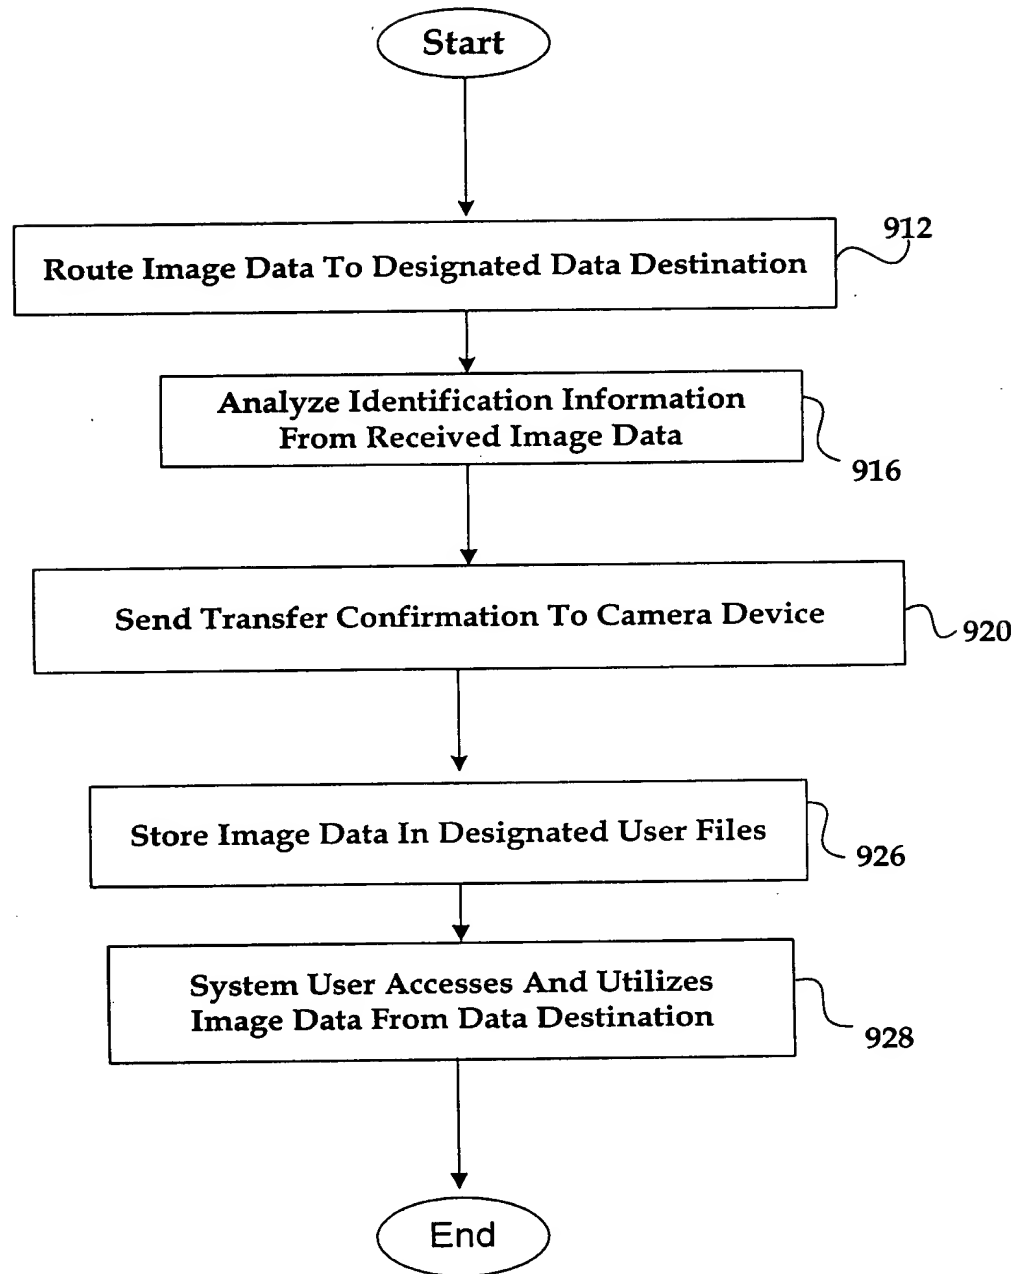 Start
912
Route Image Data To Designated Data Destination
Analyze Identification Information
From Received Image Data
916
Send Transfer Confirmation To Camera Device
920
Store Image Data In Designated User Files
926
System User Accesses And Utilizes
Image Data From Data Destination
928
End